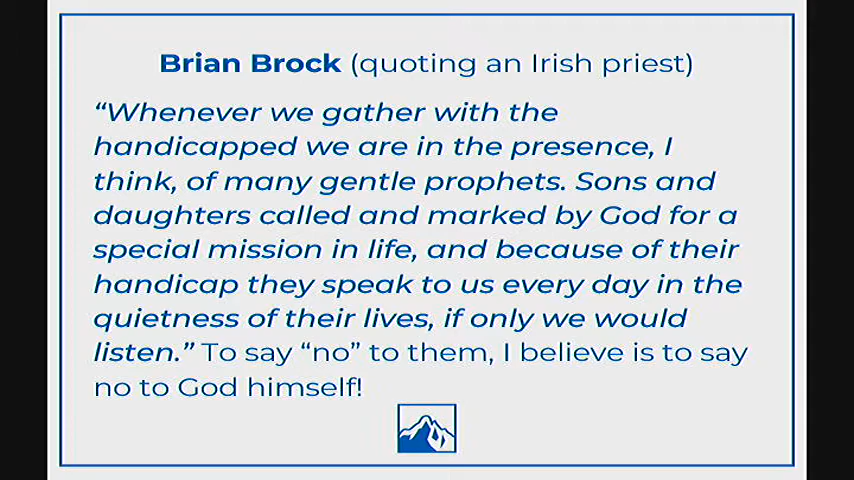 Brian Brock (quoting an Irish priest)
“Whenever we gather with the
handicapped we are in the presence, I
think, of many gentle prophets. Sons and
daughters called and marked by God for a
special mission in life, and because of their
handicap they speak to us every day in the
quietness of their lives, if only we would
listen.” To say “no” to them, I believe is to say
no to God himself!